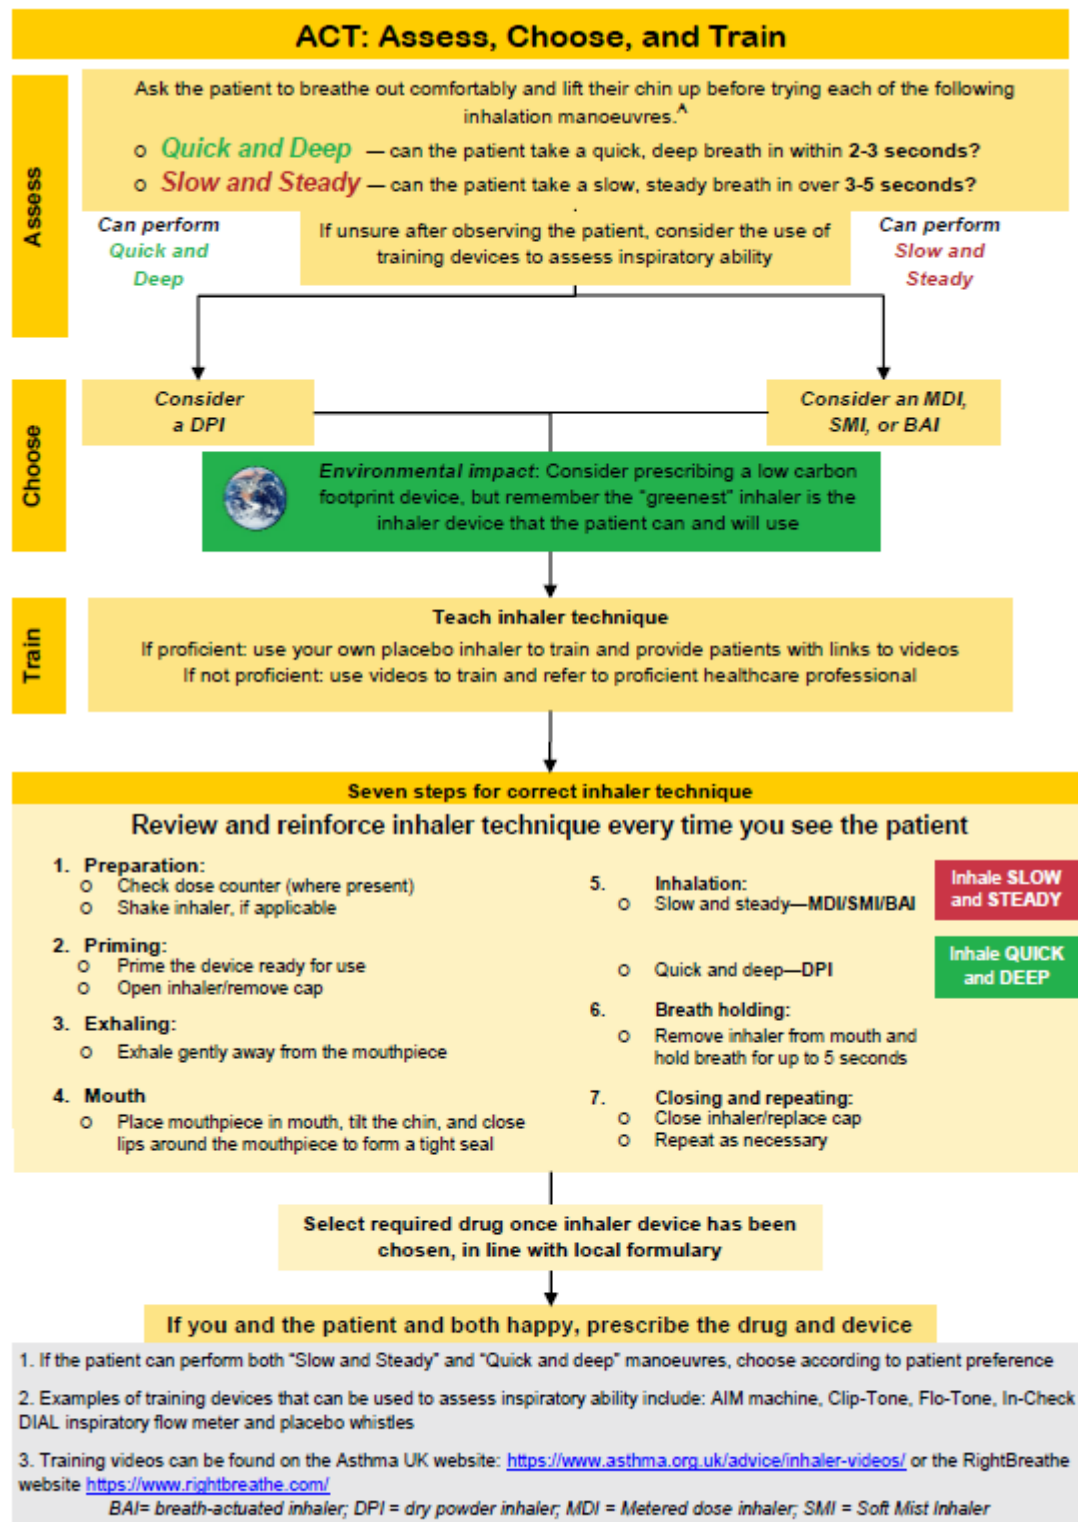 ACT: Assess, Choose, and Train
Assess
Ask the patient to breathe out comfortably and lift their chin up before trying each of the following
inhalation manoeuvres.A
o Quick and Deep — can the patient take a quick, deep breath in within 2-3 seconds?
o Slow and Steady — can the patient take a slow, steady breath in over 3-5 seconds?
Can perform
Quick and
Deep
If unsure after observing the patient, consider the use of
training devices to assess inspiratory ability
Can perform
Slow and
Steady
Choose
Consider
a DPI
Consider an MDI,
SMI, or BAI
Environmental impact: Consider prescribing a low carbon
footprint device, but remember the "greenest" inhaler is the
inhaler device that the patient can and will use
Train
Teach inhaler technique
If proficient: use your own placebo inhaler to train and provide patients with links to videos
If not proficient: use videos to train and refer to proficient healthcare professional
Seven steps for correct inhaler technique
Review and reinforce inhaler technique every time you see the patient
1. Preparation:
o Check dose counter (where present)
o Shake inhaler, if applicable
2. Priming:
o Prime the device ready for use
o Open inhaler/remove cap
3. Exhaling:
o Exhale gently away from the mouthpiece
4. Mouth
o Place mouthpiece in mouth, tilt the chin, and close
lips around the mouthpiece to form a tight seal
5. Inhalation:
o Slow and steady—MDI/SMI/BAI
Inhale SLOW
and STEADY
o Quick and deep—DPI
Inhale QUICK
and DEEP
6. Breath holding:
o Remove inhaler from mouth and
hold breath for up to 5 seconds
7. Closing and repeating:
o Close inhaler/replace cap
o Repeat as necessary
Select required drug once inhaler device has been
chosen, in line with local formulary
If you and the patient and both happy, prescribe the drug and device
1. If the patient can perform both "Slow and Steady" and "Quick and deep" manoeuvres, choose according to patient preference
2. Examples of training devices that can be used to assess inspiratory ability include: AIM machine, Clip-Tone, Flo-Tone, In-Check
DIAL inspiratory flow meter and placebo whistles
3. Training videos can be found on the Asthma UK website: https://www.asthma.org.uk/advice/inhaler-videos/ or the RightBreathe
website https://www.rightbreathe.com/
BAI= breath-actuated inhaler; DPI = dry powder inhaler; MDI = Metered dose inhaler; SMI = Soft Mist Inhaler